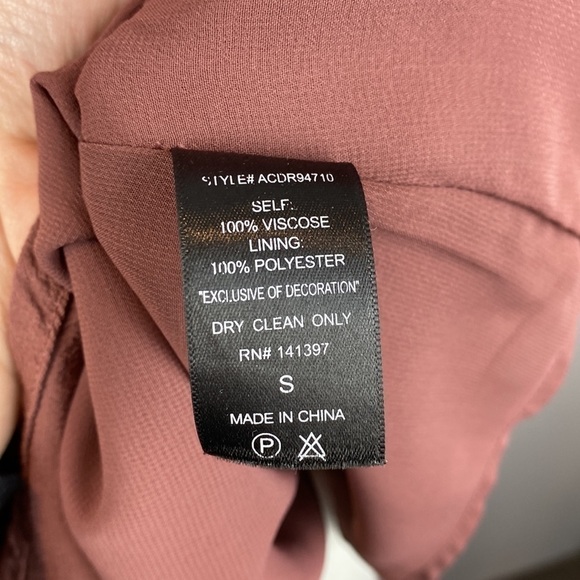 STYLE# ACDR94710
SELF:
100% VISCOSE
LINING:
100% POLYESTER
"EXCLUSIVE OF DECORATION"
DRY CLEAN ONLY
RN# 141397
S
MADE IN CHINA
P